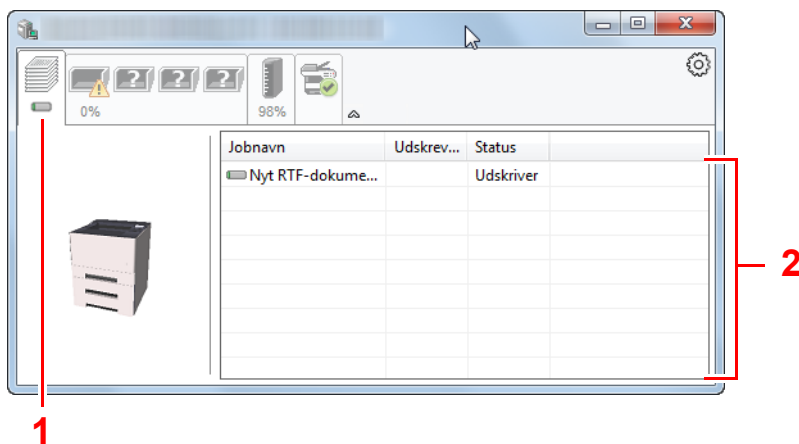 ? ? ?
0%
98%
Jobnavn Udskrev... Status
Nyt RTF-dokume... Udskriver
2
1